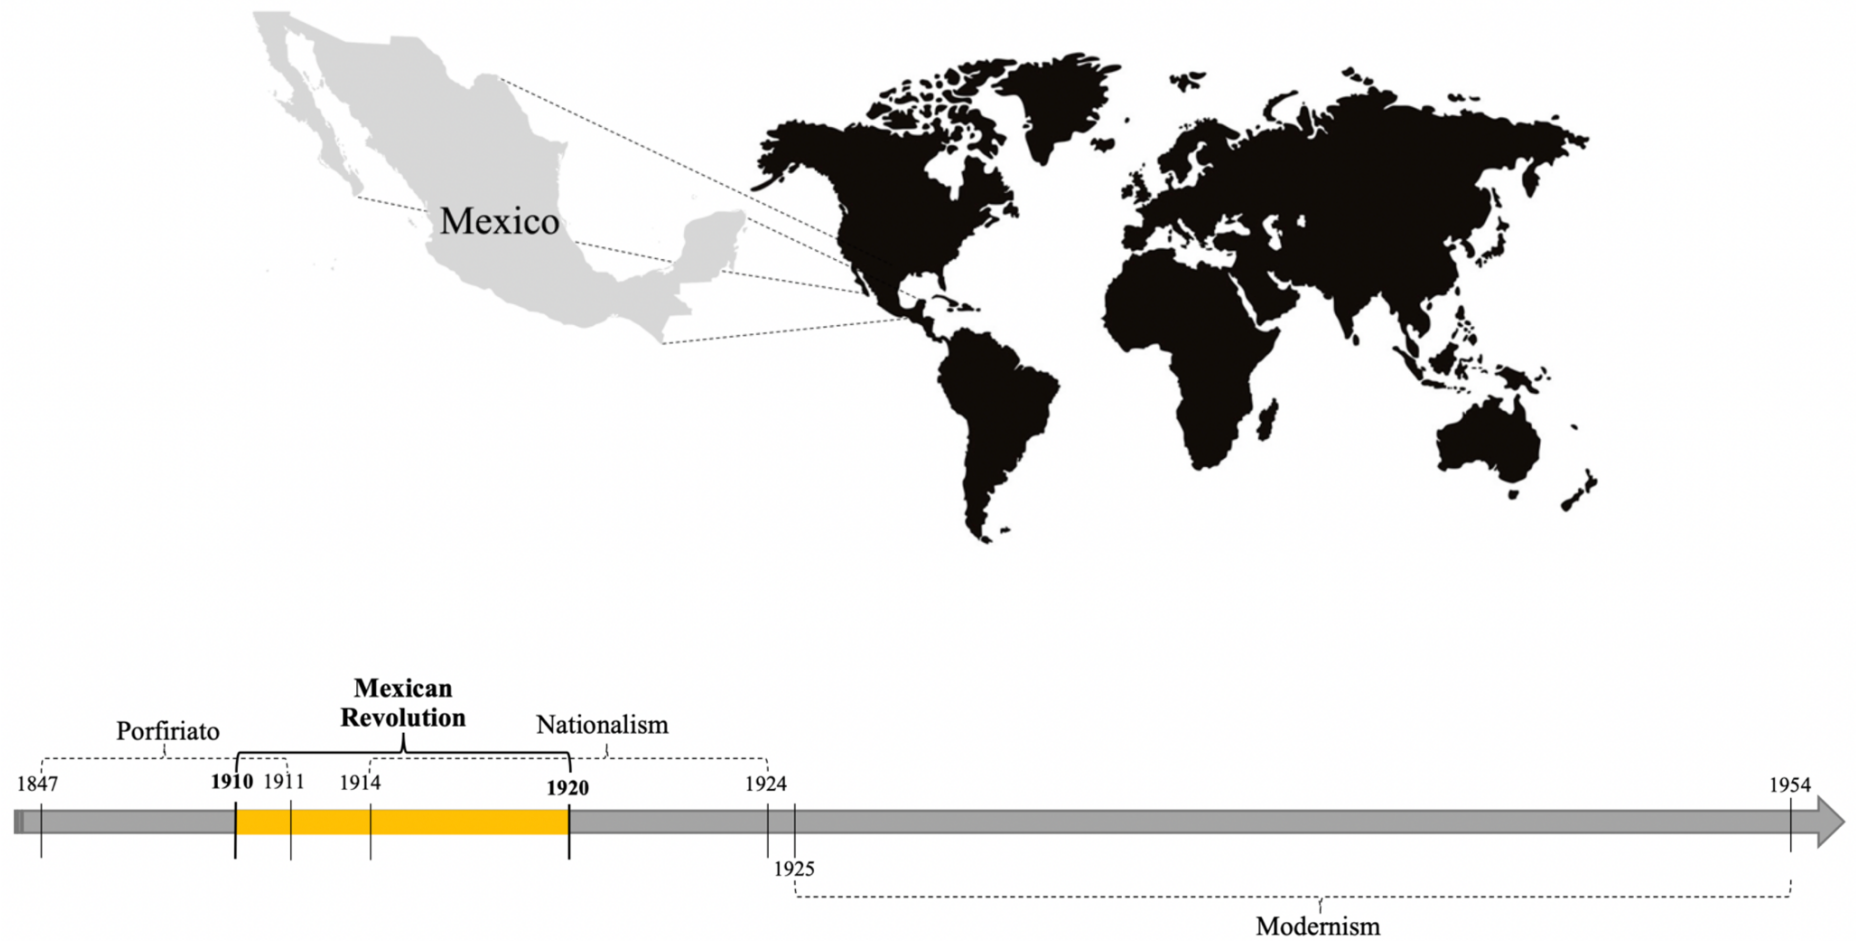 Mexico
Mexican
Revolution
Porfiriato
Nationalism
1847
1910
1911
1914
1920
1924
1954
1925
Modernism